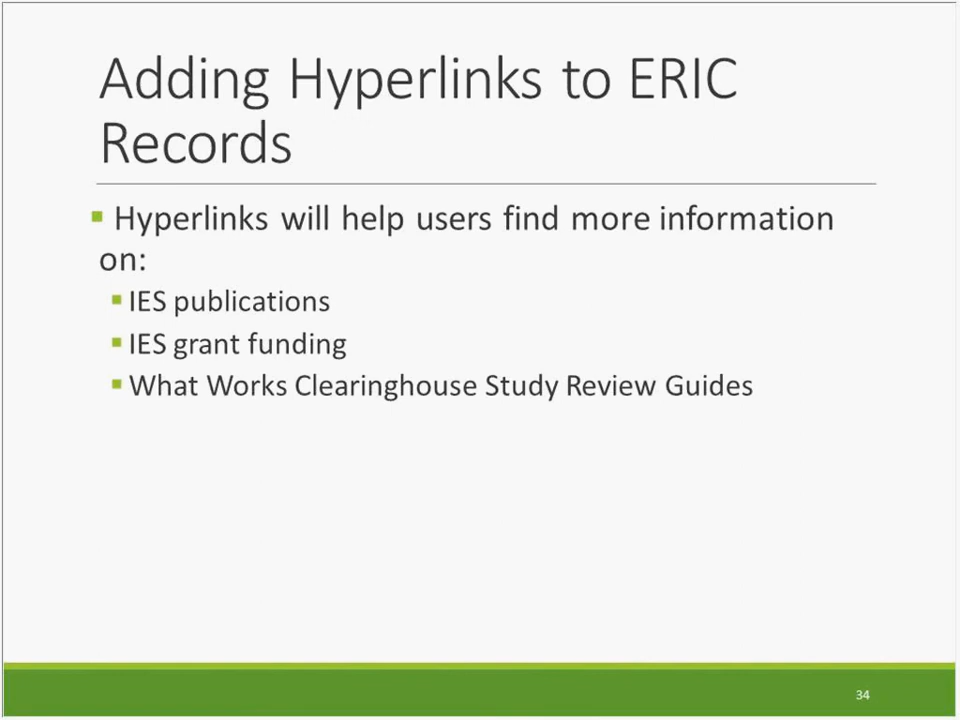 Adding Hyperlinks to ERIC
Records
▪ Hyperlinks will help users find more information
on:
▪ IES publications
▪ IES grant funding
▪ What Works Clearinghouse Study Review Guides
34